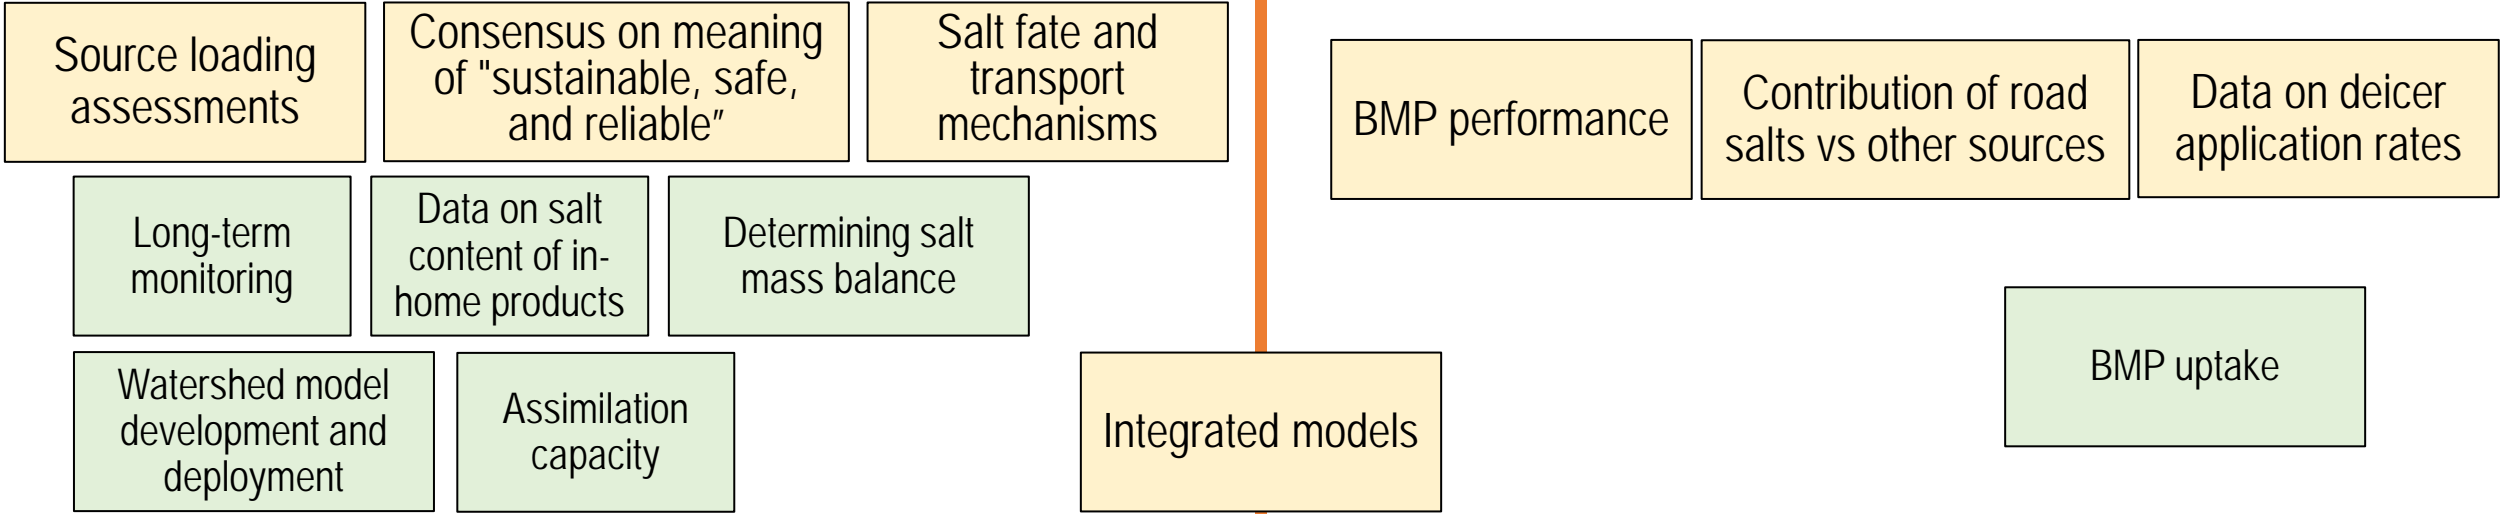 Source loading
assessments
Consensus on meaning
of "sustainable, safe,
and reliable”
Salt fate and
transport
mechanisms
BMP performance
Contribution of road
salts vs other sources
Data on deicer
application rates
Long-term
monitoring
Data on salt
content of in-
home products
Determining salt
mass balance
BMP uptake
Watershed model
development and
deployment
Assimilation
capacity
Integrated models